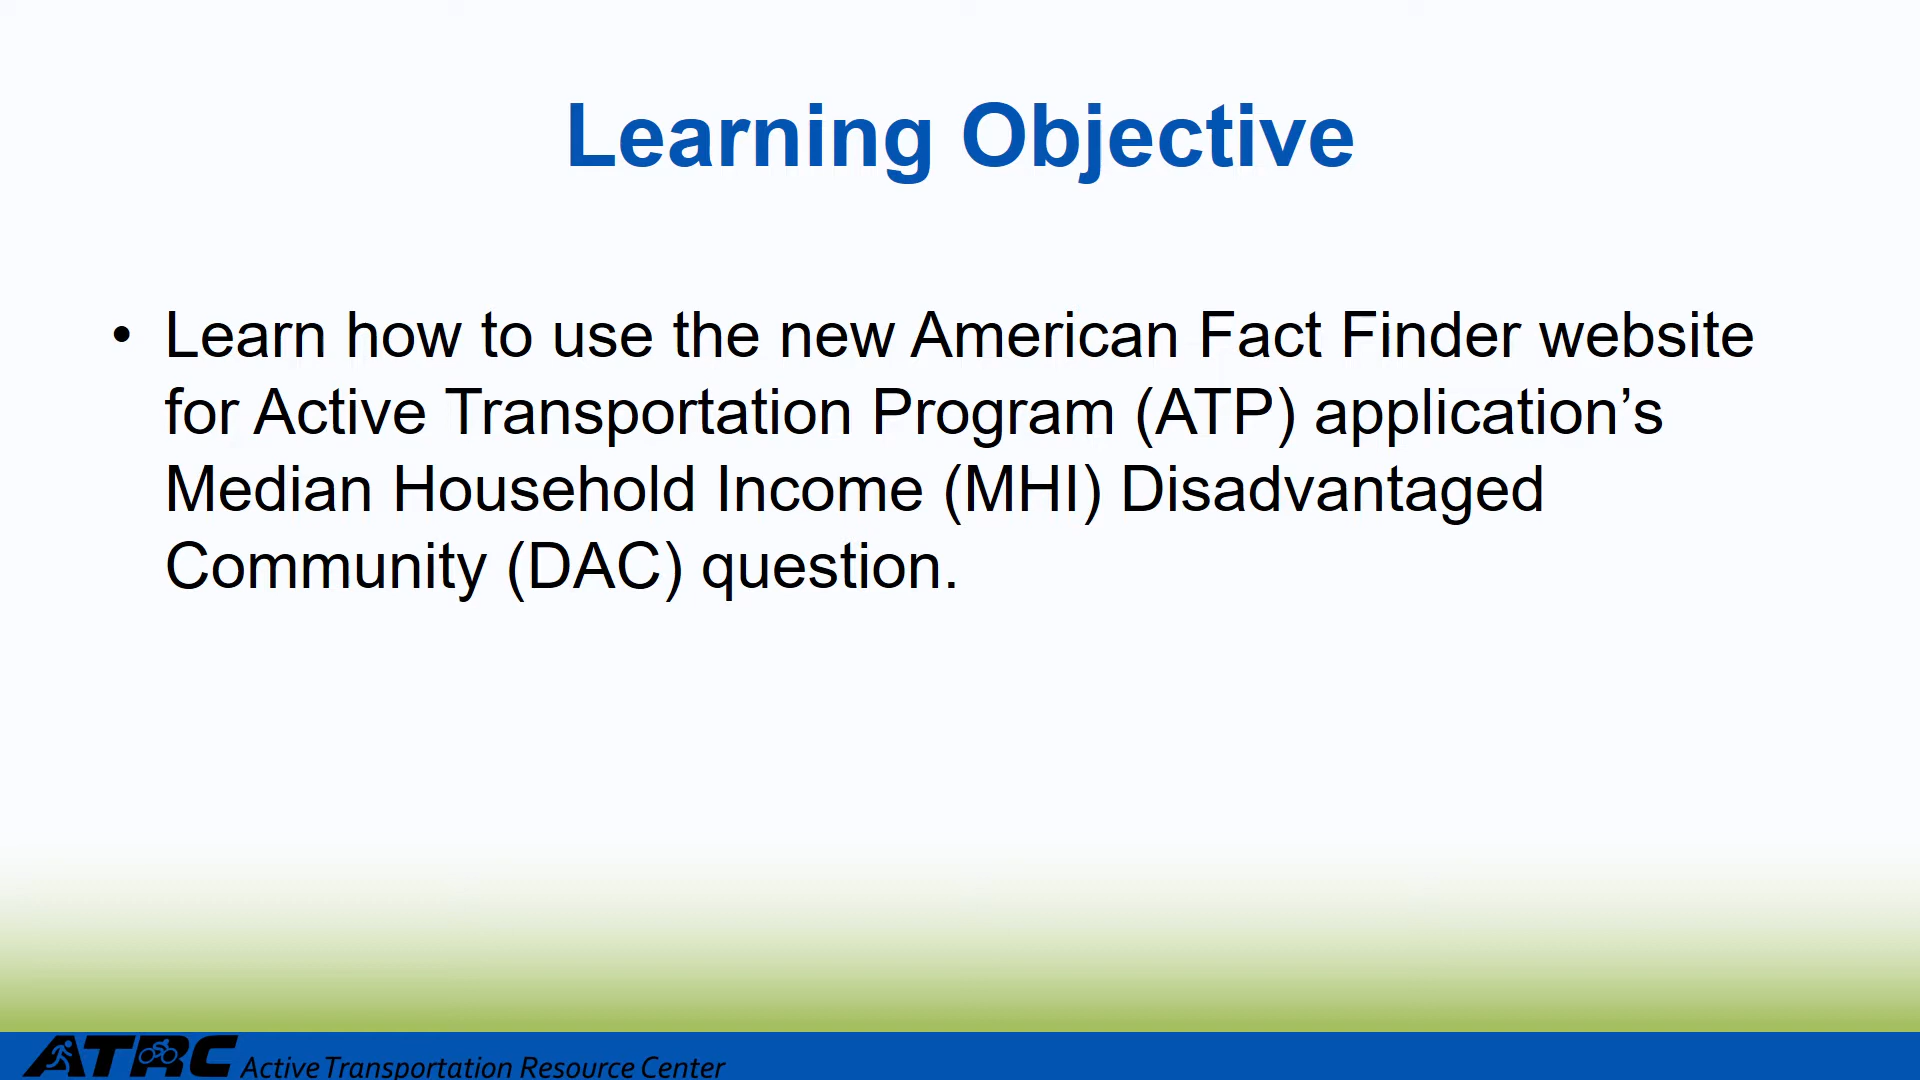 Learning Objective
• Learn how to use the new American Fact Finder website
for Active Transportation Program (ATP) application’s
Median Household Income (MHI) Disadvantaged
Community (DAC) question.
ATRC Active Transportation Resource Center